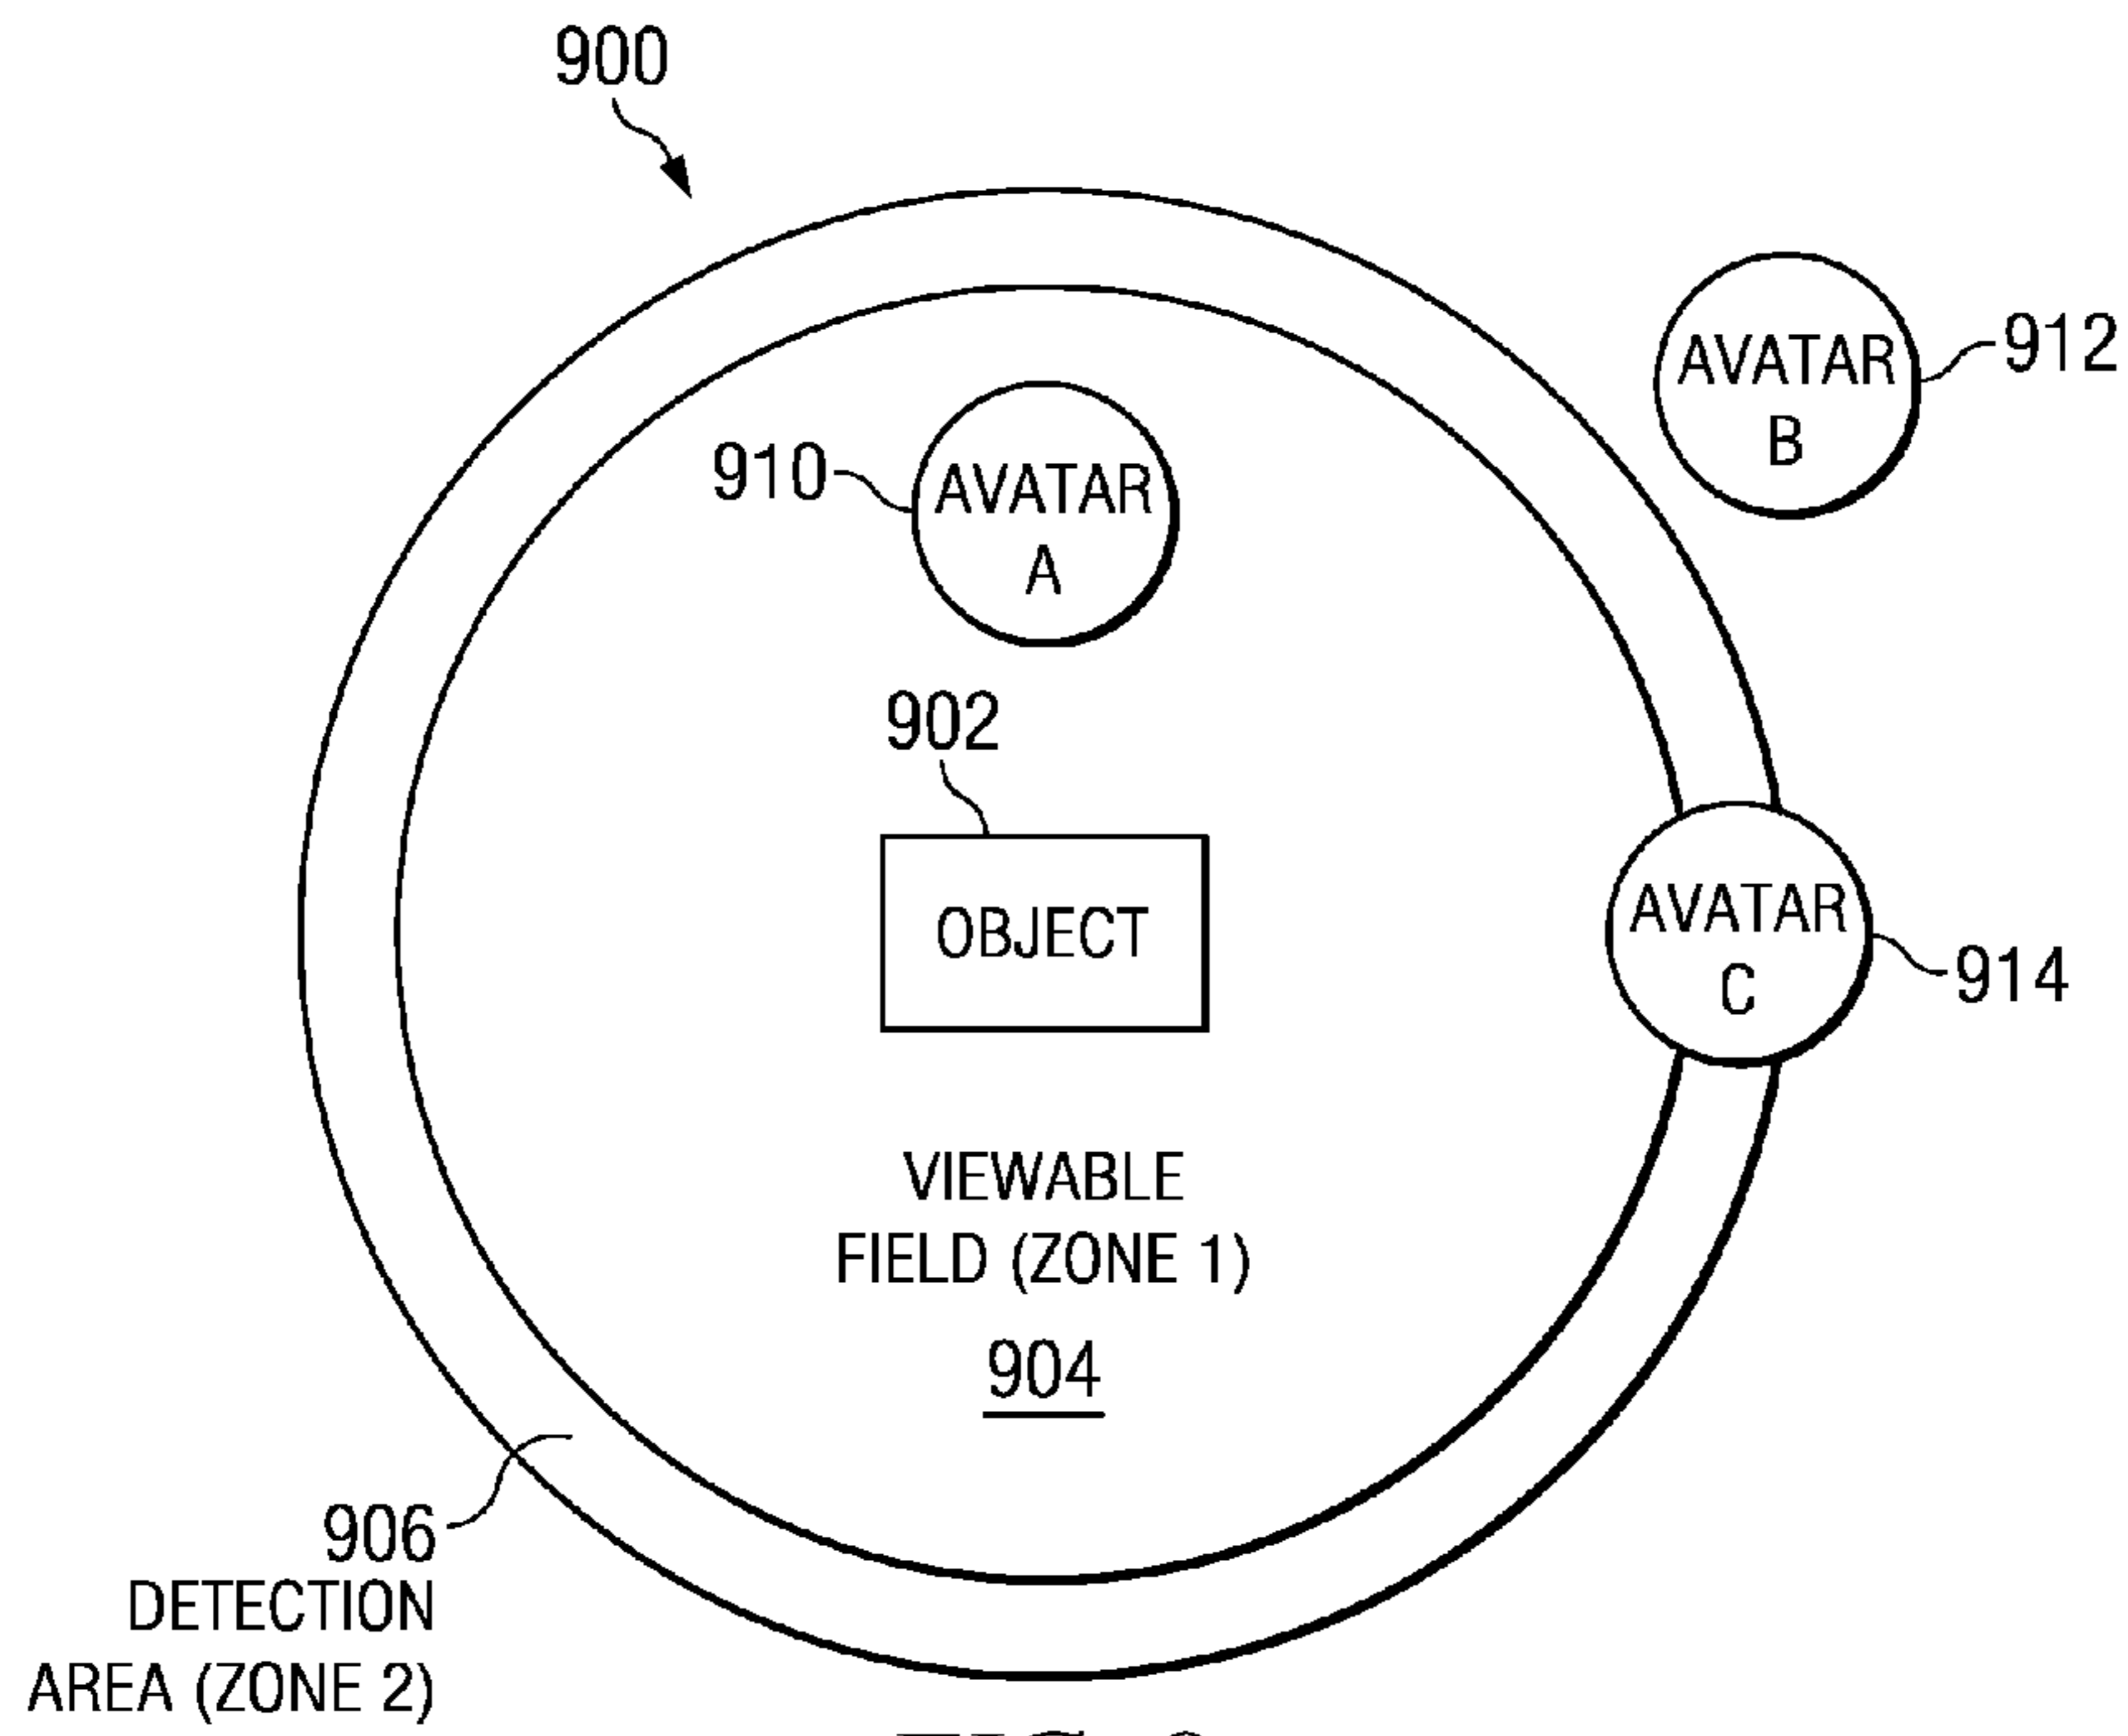 900
AVATAR
B
912
910
AVATAR
A
902
OBJECT
AVATAR
C
914
VIEWABLE
FIELD (ZONE 1)
904
906
DETECTION
AREA (ZONE 2)